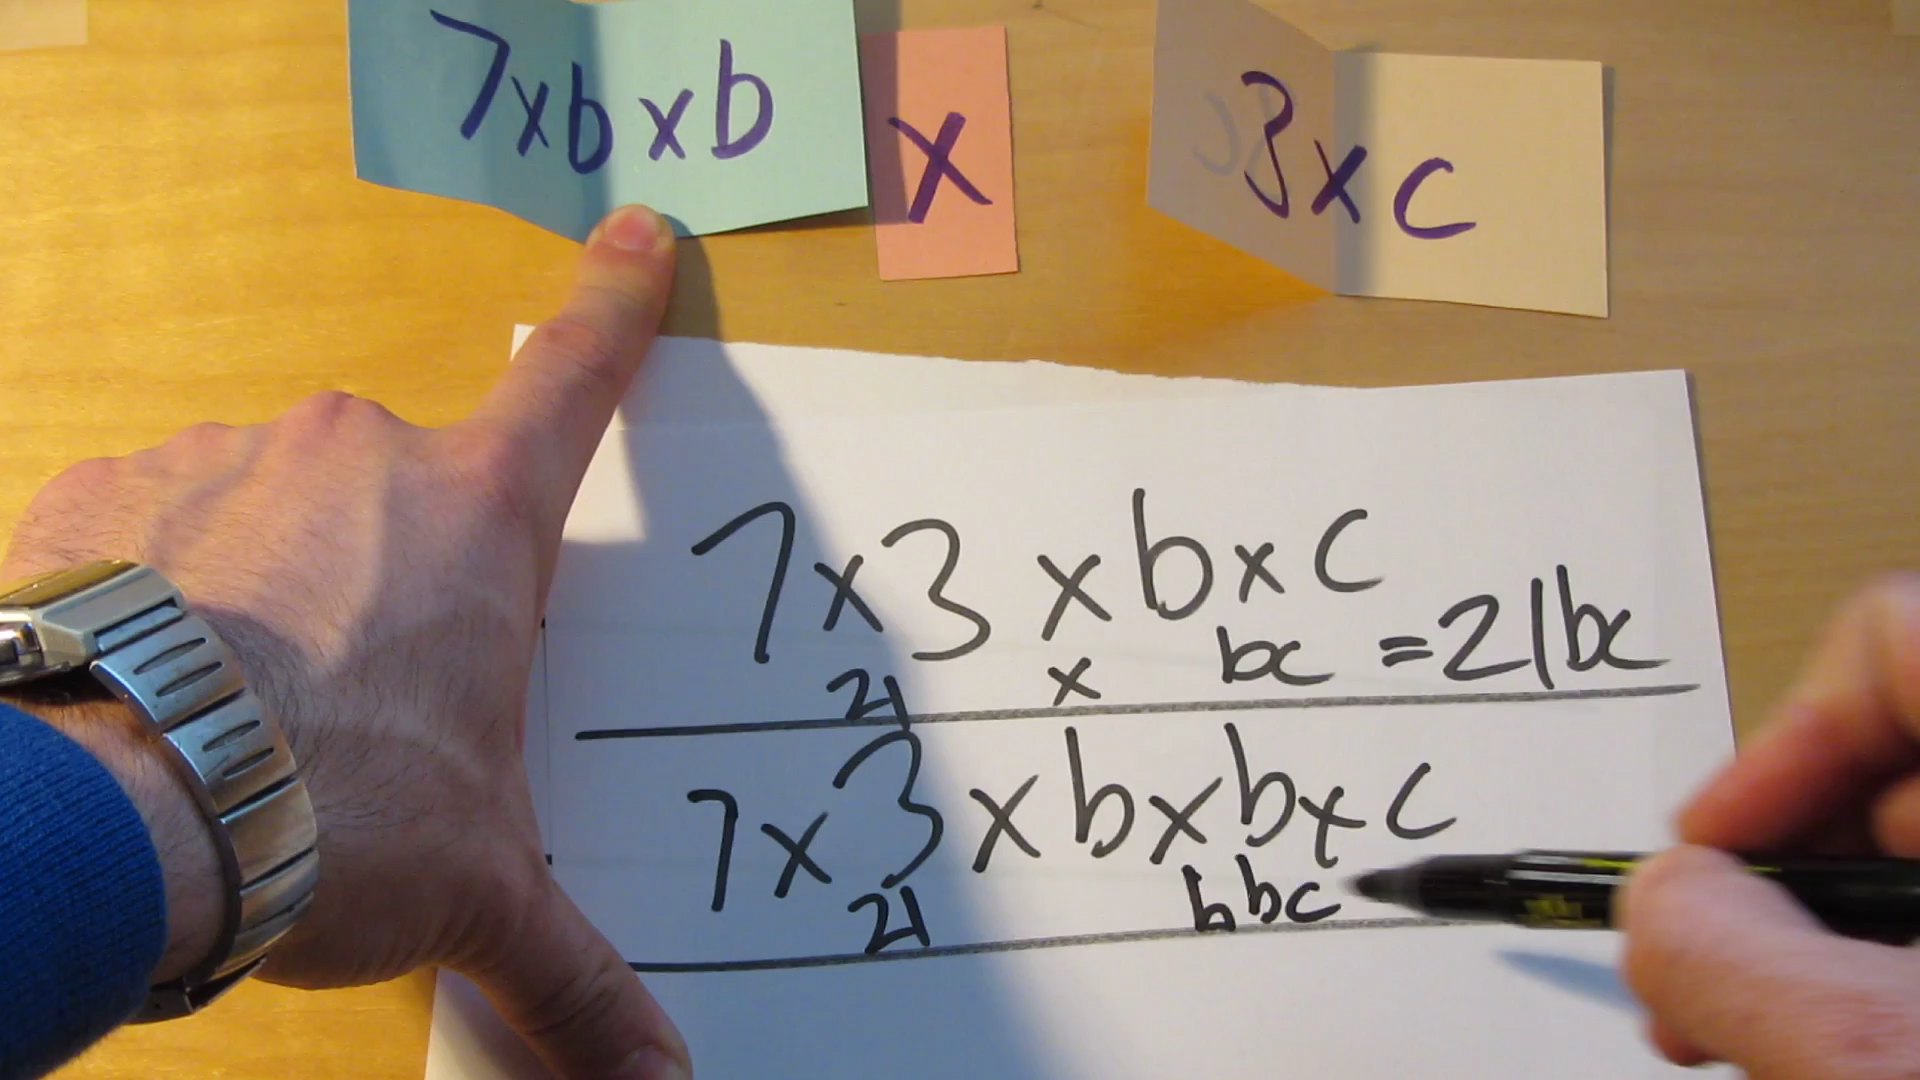 7xbxb x 3xc
7x3 xbxc
21 x bc =21bc
7x3xbxbxc
21 bbc